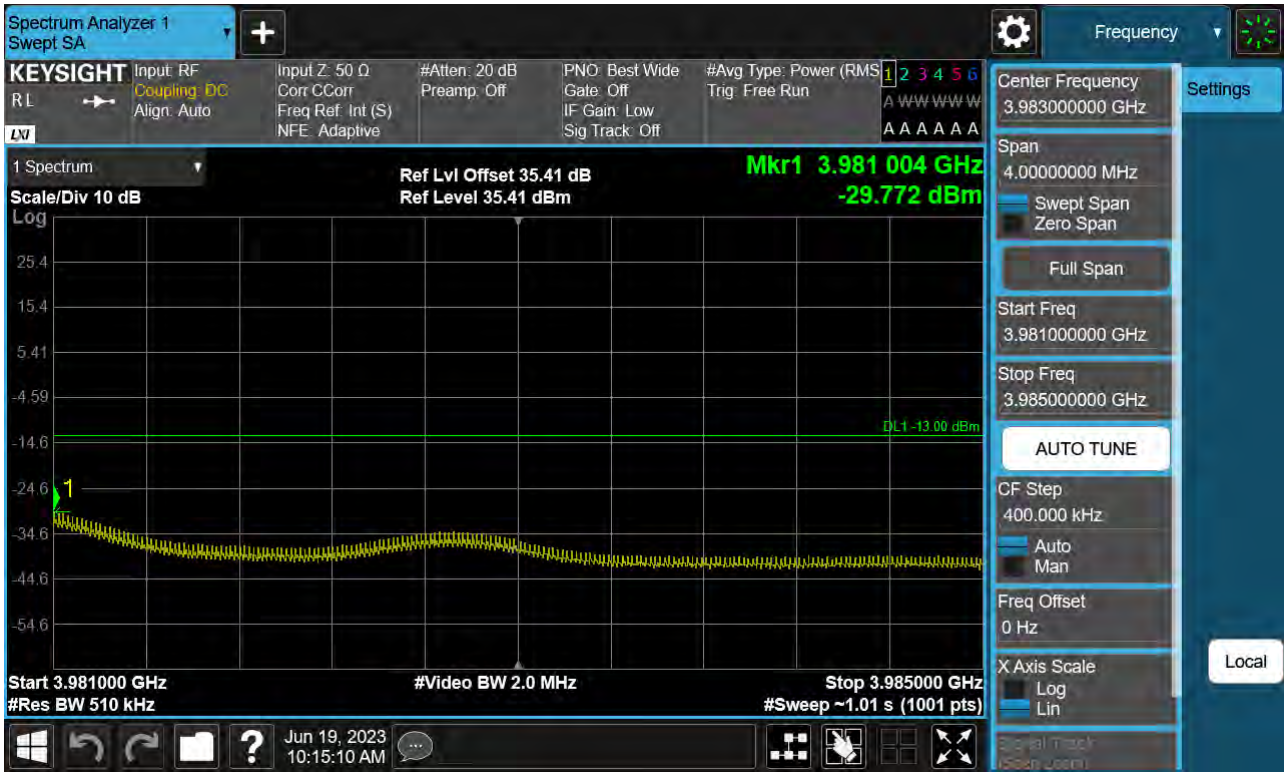 Spectrum Analyzer 1
Swept SA
+
Frequency
KEYSIGHT
RL
LXI
Input: RF
Coupling: DC
Align: Auto
Input Z: 50 Ω
Corr CCorr
Freq Ref: Int (S)
NFE: Adaptive
#Atten: 20 dB
Preamp: Off
PNO: Best Wide
Gate: Off
IF Gain: Low
Sig Track: Off
#Avg Type: Power (RMS
Trig: Free Run
1 2 3 4 5 6
A W W W W W
A A A A A A
1 Spectrum
Scale/Div 10 dB
Log
Ref Lvl Offset 35.41 dB
Ref Level 35.41 dBm
Mkr1 3.981 004 GHz
-29.772 dBm
25.4
15.4
5.41
-4.59
-14.6
-24.6
-34.6
-44.6
-54.6
DL1 -13.00 dBm
1
Start 3.981000 GHz
#Res BW 510 kHz
#Video BW 2.0 MHz
Stop 3.985000 GHz
#Sweep ~1.01 s (1001 pts)
Center Frequency
3.983000000 GHz
Span
4.00000000 MHz
Swept Span
Zero Span
Full Span
Start Freq
3.981000000 GHz
Stop Freq
3.985000000 GHz
AUTO TUNE
CF Step
400.000 kHz
Auto
Man
Freq Offset
0 Hz
X Axis Scale
Log
Lin
Signal Track
(Span Zoom)
Settings
Local
?
Jun 19, 2023
10:15:10 AM